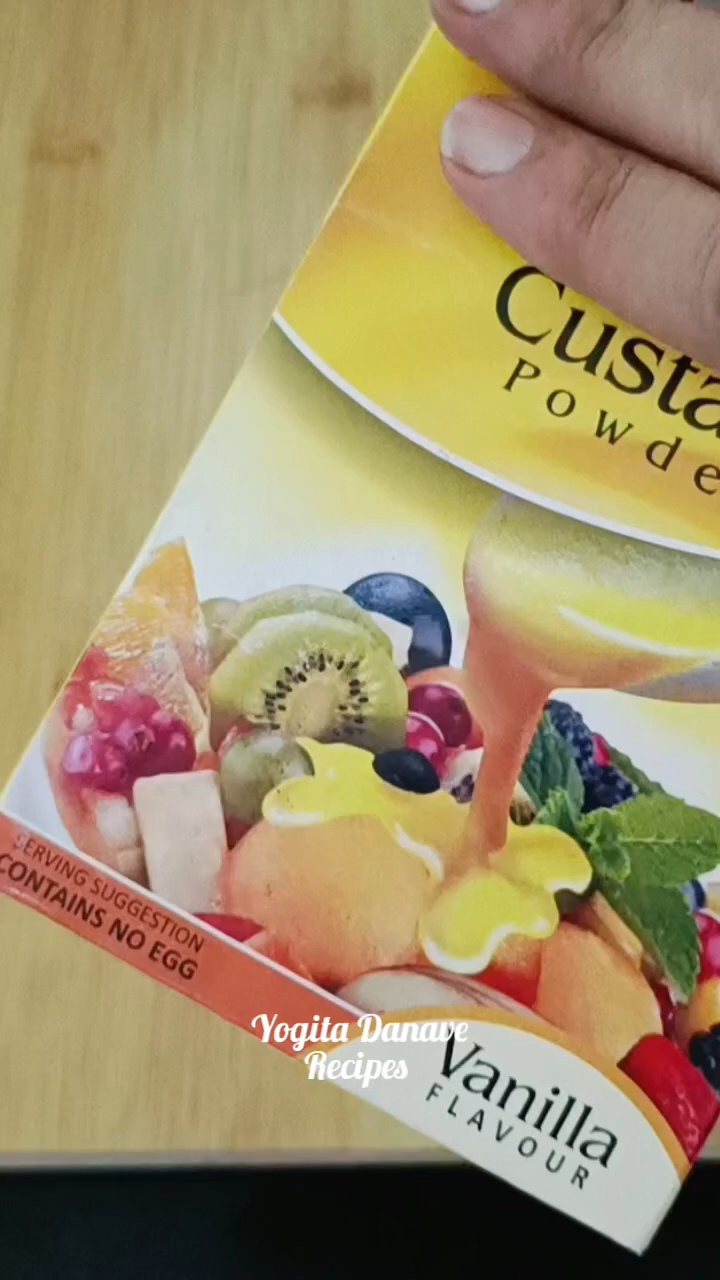 Custa
Powde
SERVING SUGGESTION
CONTAINS NO EGG
Yogita Danave
Recipes
Vanilla
FLAVOUR